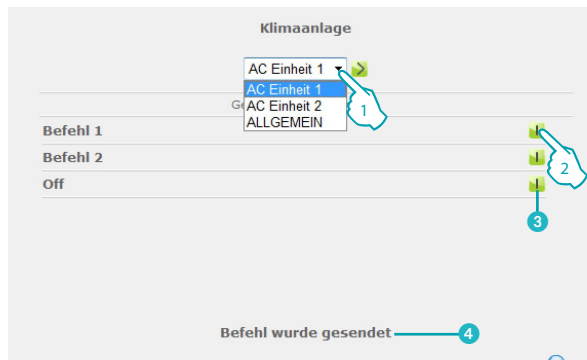 Klimaanlage
AC Einheit 1
AC Einheit 1
AC Einheit 2
ALLGEMEIN
1
Befehl 1
2
Befehl 2
Off
3
Befehl wurde gesendet
4